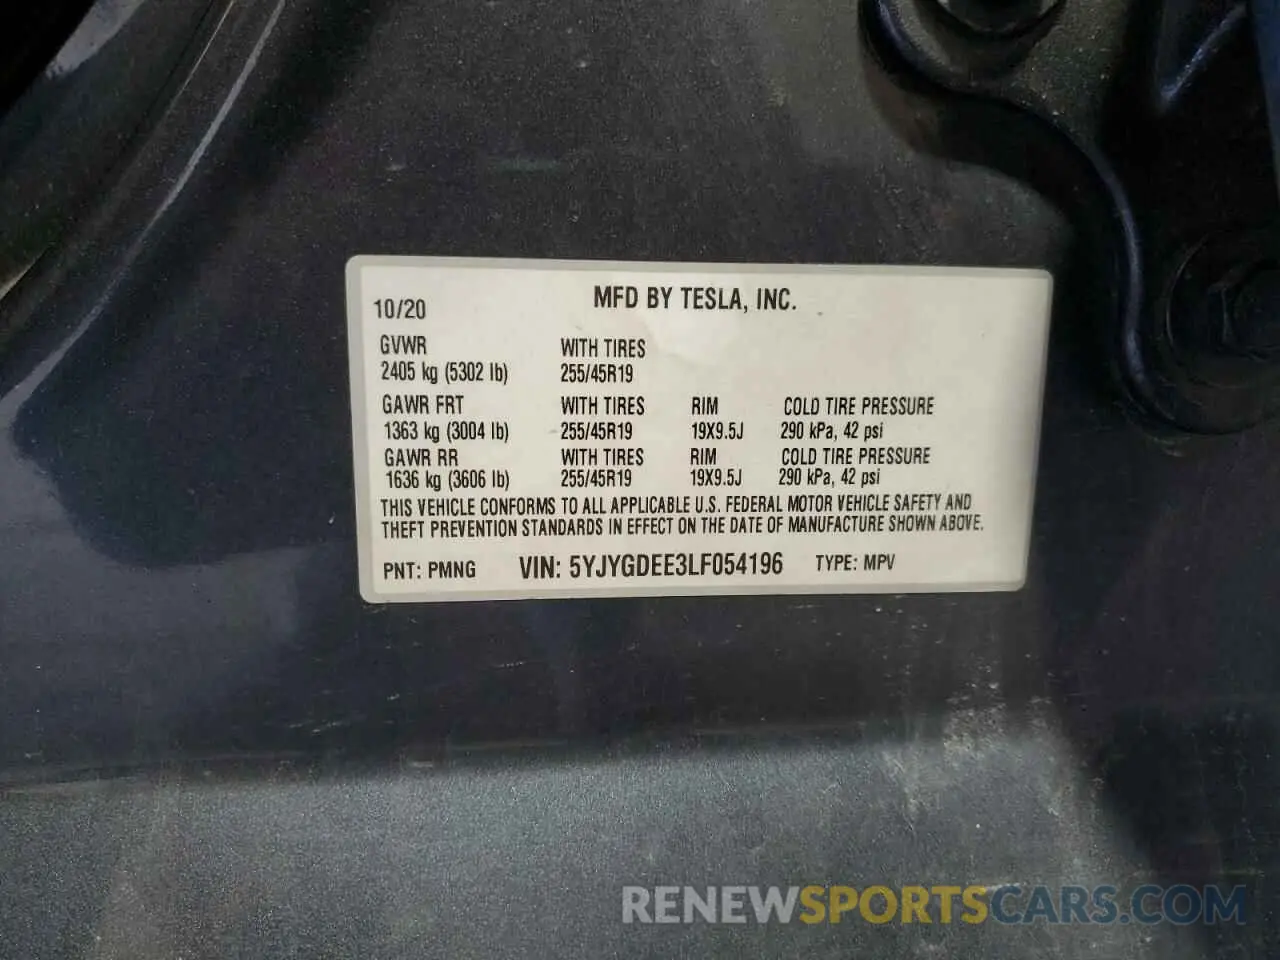 10/20 MFD BY TESLA, INC.
GVWR WITH TIRES
2405 kg (5302 lb) 255/45R19
GAWR FRT WITH TIRES RIM COLD TIRE PRESSURE
1363 kg (3004 lb) 255/45R19 19X9.5J 290 kPa, 42 psi
GAWR RR WITH TIRES RIM COLD TIRE PRESSURE
1636 kg (3606 lb) 255/45R19 19X9.5J 290 kPa, 42 psi
THIS VEHICLE CONFORMS TO ALL APPLICABLE U.S. FEDERAL MOTOR VEHICLE SAFETY AND
THEFT PREVENTION STANDARDS IN EFFECT ON THE DATE OF MANUFACTURE SHOWN ABOVE.
PNT: PMNG VIN: 5YJYGDEE3LF054196 TYPE: MPV
RENEWSPORTSCARS.COM